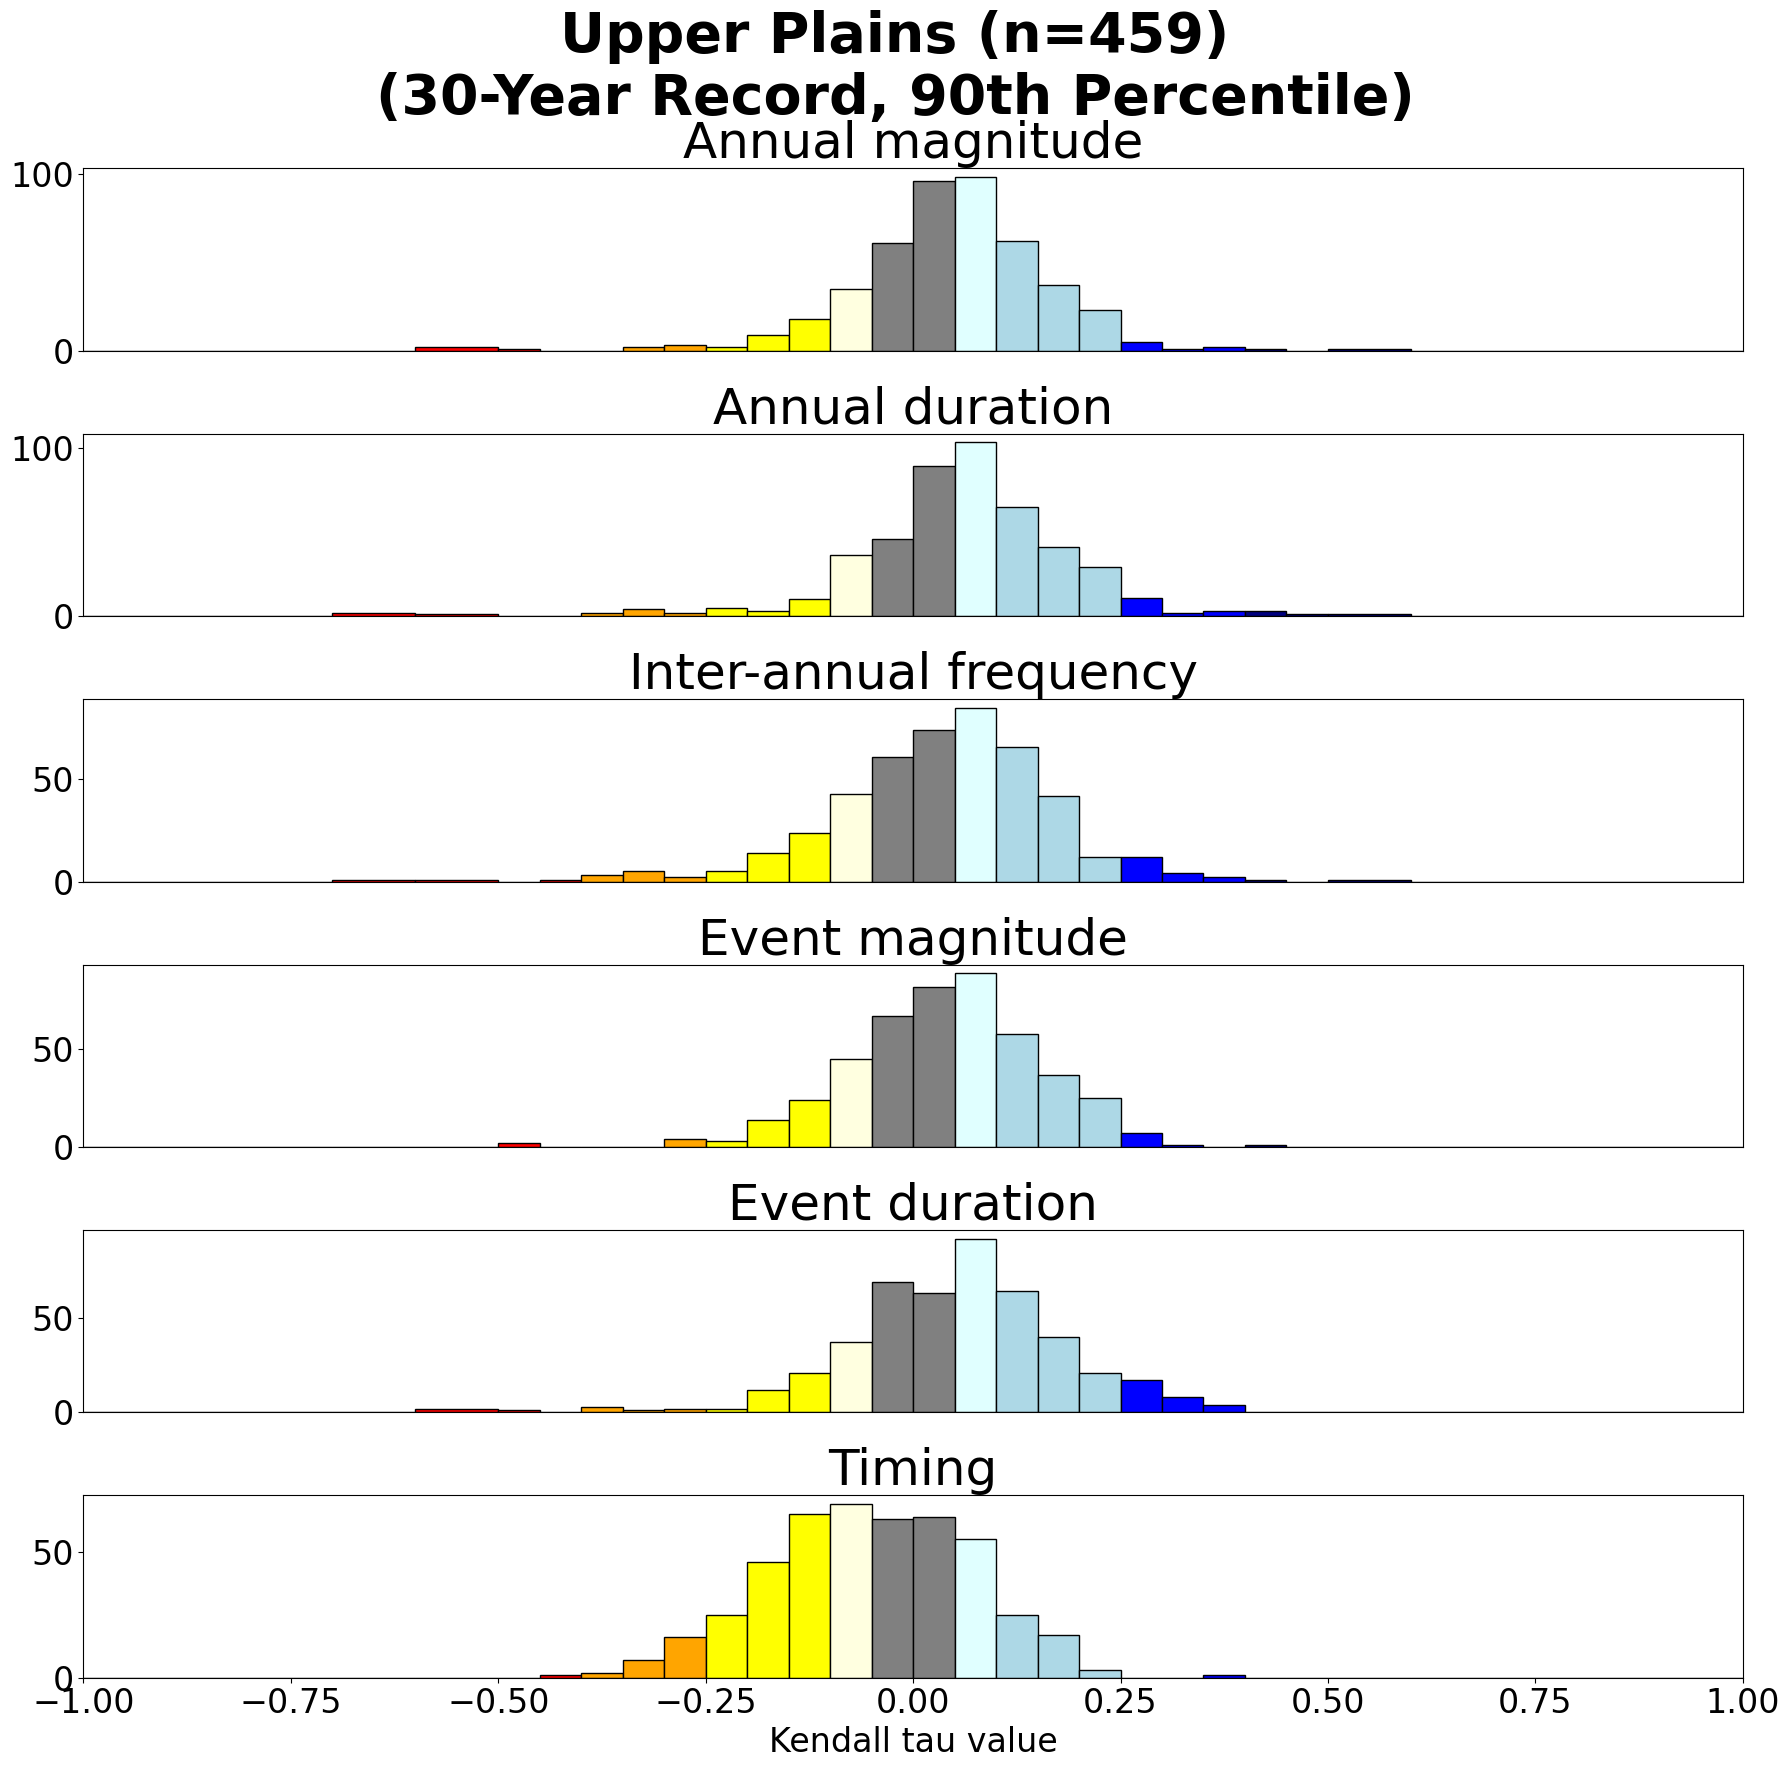 Upper Plains (n=459)
(30-Year Record, 90th Percentile)
Annual magnitude
100
0
Annual duration
100
0
Inter-annual frequency
50
0
Event magnitude
50
0
Event duration
50
0
Timing
50
0
−1.00 −0.75 −0.50 −0.25 0.00 0.25 0.50 0.75 1.00
Kendall tau value